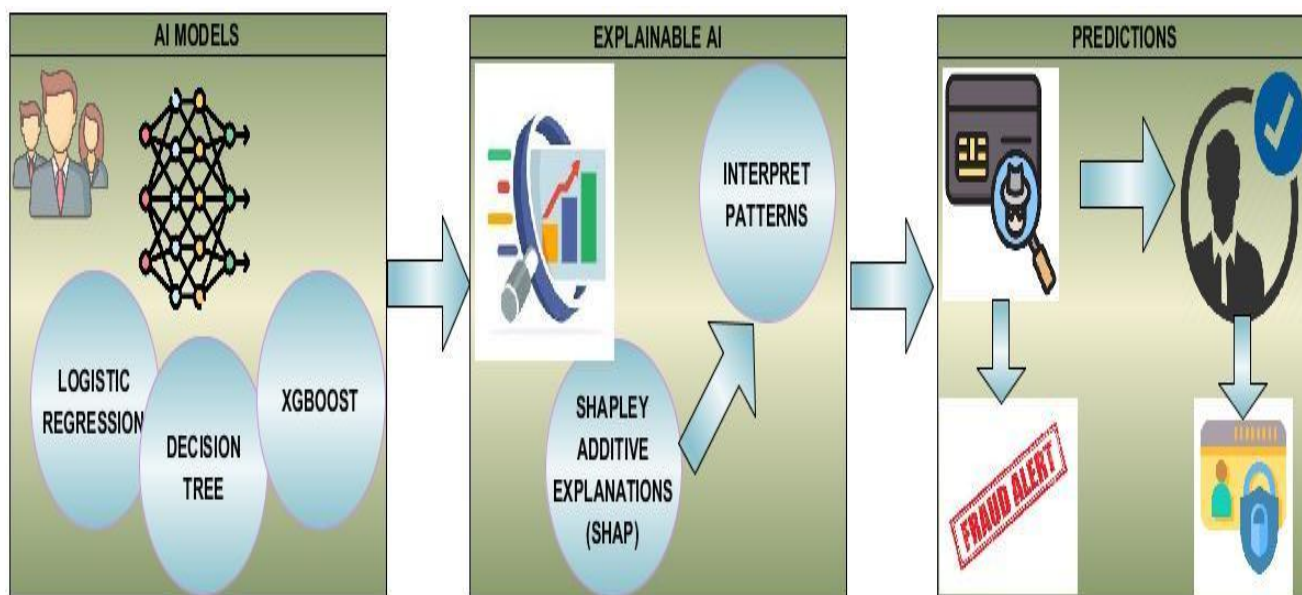 AI MODELS
LOGISTIC
REGRESSION
DECISION
TREE
XGBOOST
EXPLAINABLE AI
INTERPRET
PATTERNS
SHAPLEY
ADDITIVE
EXPLANATIONS
(SHAP)
PREDICTIONS
FRAUD ALERT